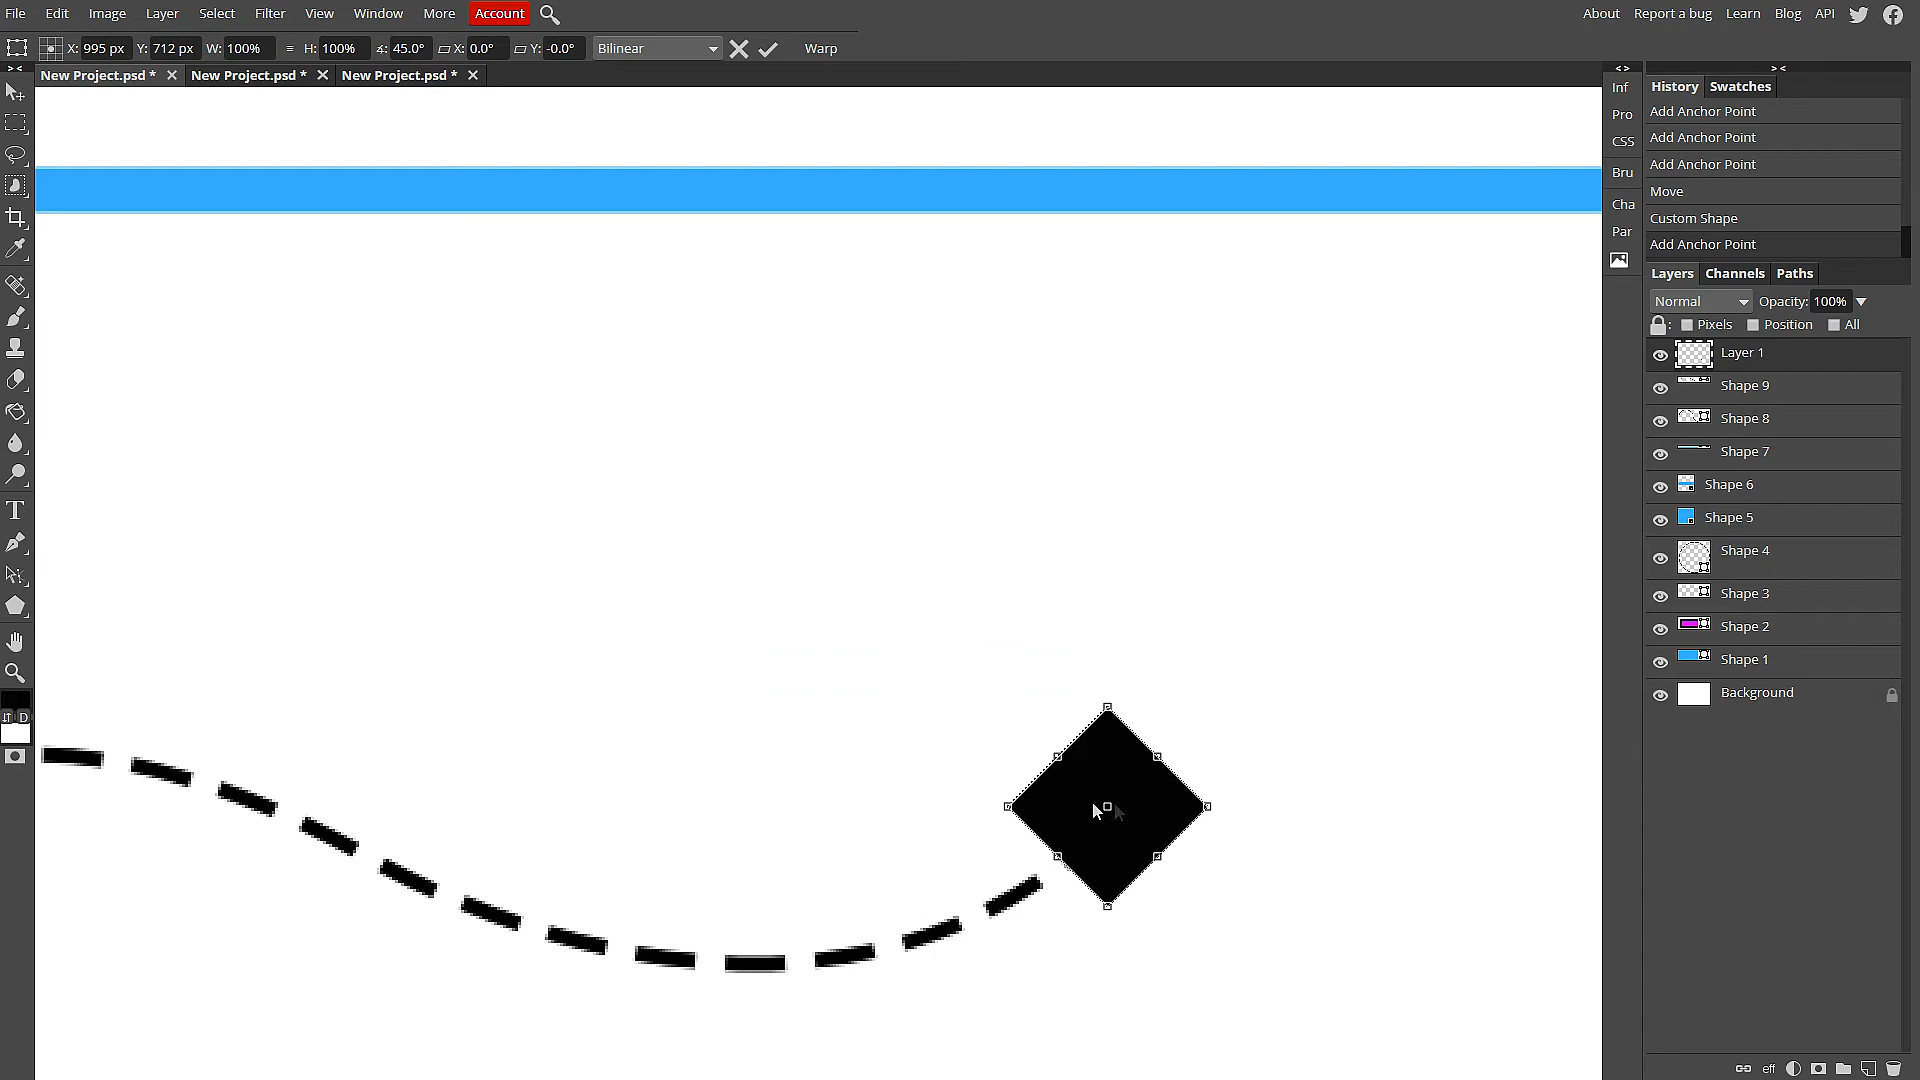 File Edit Image Layer Select Filter View Window More Account About Report a bug Learn Blog API
X: 995 px Y: 712 px W: 100% = H: 100% ∡: 45.0° X: 0.0° Y: -0.0° Bilinear Warp
New Project.psd * New Project.psd * New Project.psd *
Inf
Pro
CSS
Bru
Cha
Par
History Swatches
Add Anchor Point
Add Anchor Point
Add Anchor Point
Move
Custom Shape
Add Anchor Point
Layers Channels Paths
Normal Opacity: 100%
: Pixels Position All
Layer 1
Shape 9
Shape 8
Shape 7
Shape 6
Shape 5
Shape 4
Shape 3
Shape 2
Shape 1
Background
D
eff